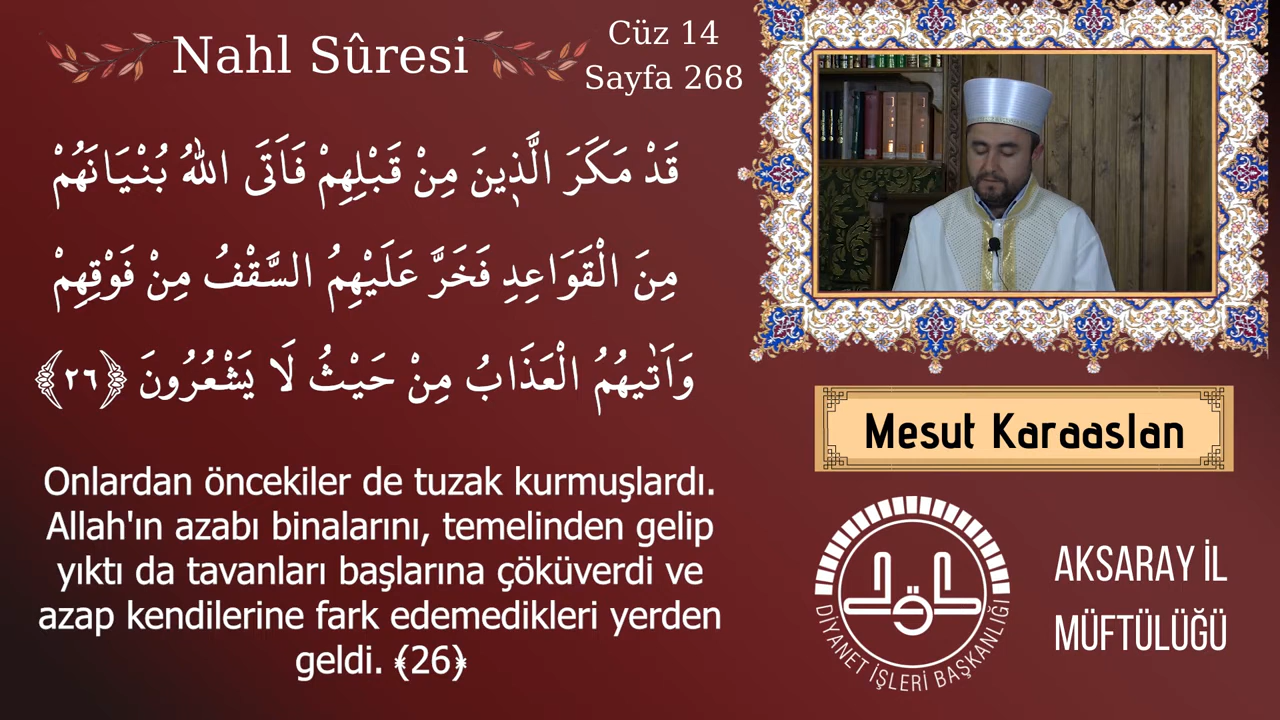 Nahl Sûresi
Cüz 14
Sayfa 268
قَدْ مَكَرَ الَّذ۪ينَ مِنْ قَبْلِهِمْ فَاَتَى اللّٰهُ بُنْيَانَهُمْ
مِنَ الْقَوَاعِدِ فَخَرَّ عَلَيْهِمُ السَّقْفُ مِنْ فَوْقِهِمْ
وَاَتٰيهُمُ الْعَذَابُ مِنْ حَيْثُ لَا يَشْعُرُونَ ﴿٢٦﴾
Onlardan öncekiler de tuzak kurmuşlardı.
Allah'ın azabı binalarını, temelinden gelip
yıktı da tavanları başlarına çöküverdi ve
azap kendilerine fark edemedikleri yerden
geldi. ﴾26﴿
Mesut Karaaslan
DİYANET İŞLERİ BAŞKANLIĞI
AKSARAY İL
MÜFTÜLÜĞÜ